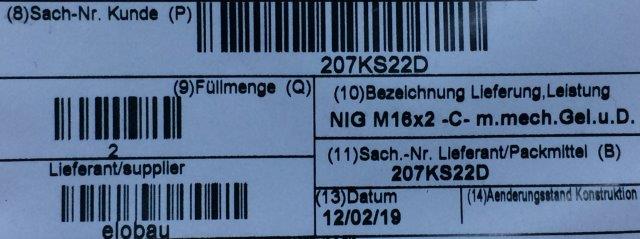 (8)Sach-Nr. Kunde (P)
207KS22D
(9)Füllmenge (Q)
2
(10)Bezeichnung Lieferung,Leistung
NIG M16x2 -C- m.mech.Gel.u.D.
Lieferant/supplier
elobau
(11)Sach.-Nr. Lieferant/Packmittel (B)
207KS22D
(13)Datum
12/02/19
(14)Aenderungsstand Konstruktion